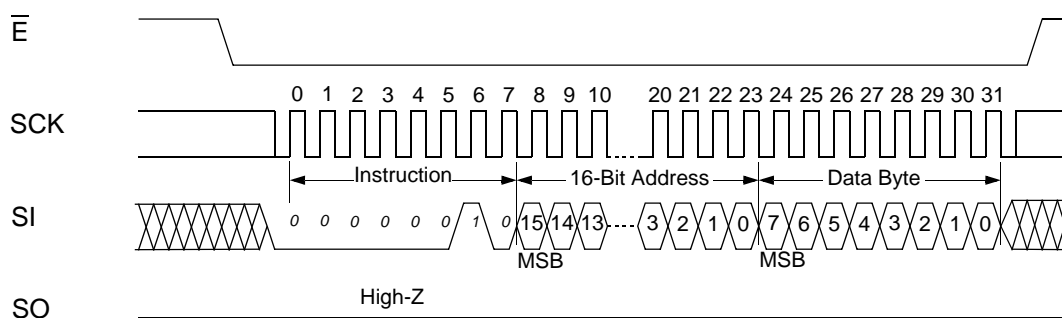 E
0 1 2 3 4 5 6 7 8 9 10 20 21 22 23 24 25 26 27 28 29 30 31
SCK
Instruction 16-Bit Address Data Byte
SI 0 0 0 0 0 0 1 0 15 14 13 3 2 1 0 7 6 5 4 3 2 1 0
MSB MSB
High-Z
SO